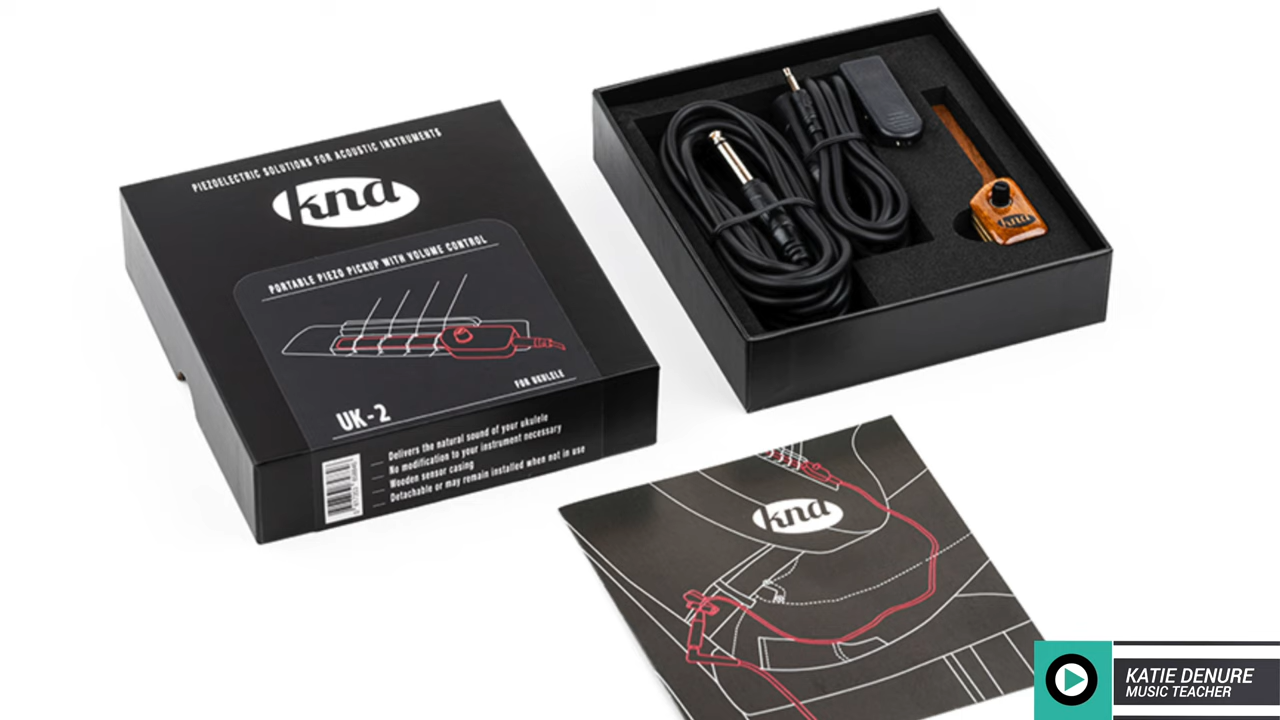 PIEZOELECTRIC SOLUTIONS FOR ACOUSTIC INSTRUMENTS
kna
PORTABLE PIEZO PICKUP WITH VOLUME CONTROL
FOR UKULELE
UK-2
— Delivers the natural sound of your ukulele
— No modification to your instrument necessary
— Wooden sensor casing
— Detachable or may remain installed when not in use
kna
kna
KATIE DENURE
MUSIC TEACHER